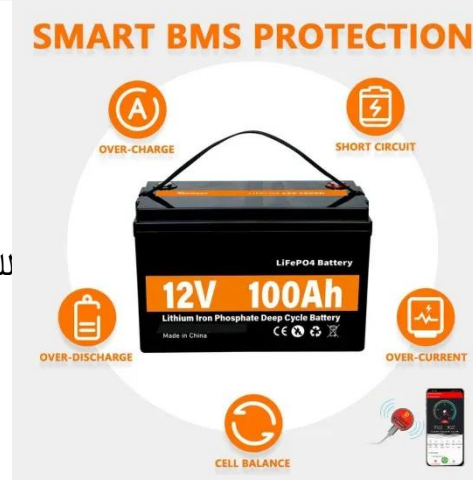 SMART BMS PROTECTION
OVER-CHARGE
SHORT CIRCUIT
LiFePO4 Battery
12V 100Ah
Lithium Iron Phosphate Deep Cycle Battery
Made in China
OVER-DISCHARGE
OVER-CURRENT
CELL BALANCE